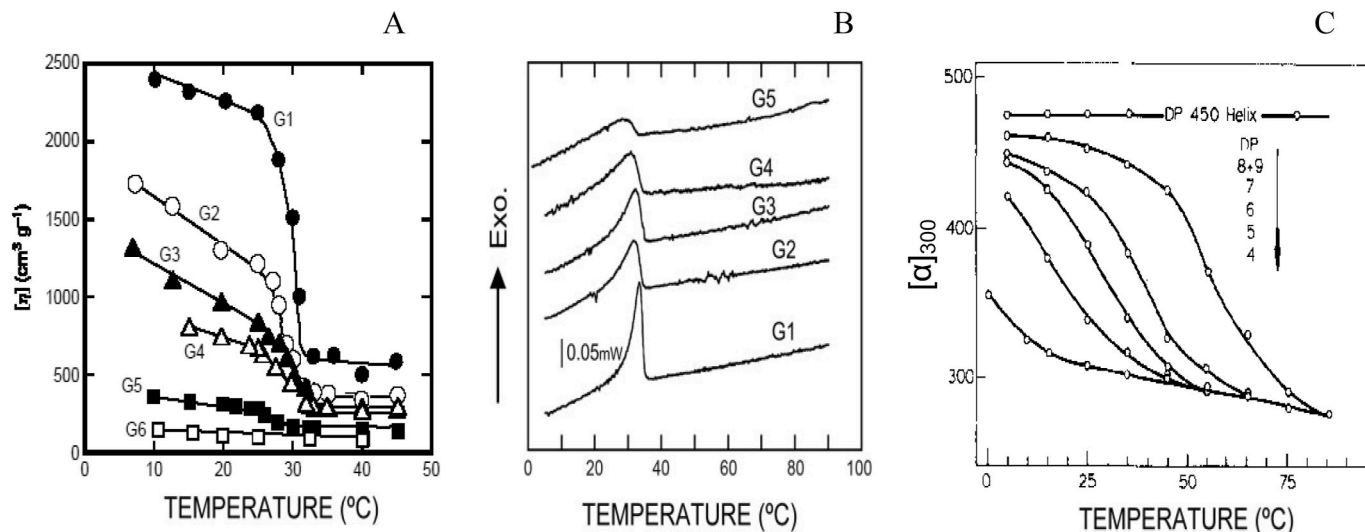 A
2500
2000
1500
1000
500
0
[η] (cm³ g⁻¹)
G1
G2
G3
G4
G5
G6
0 10 20 30 40 50
TEMPERATURE (ºC)
B
Exo.
G5
G4
G3
G2
G1
0.05mW
0 20 40 60 80 100
TEMPERATURE (ºC)
C
500
400
300
[α]300
DP 450 Helix
DP
8+9
7
6
5
4
0 25 50 75
TEMPERATURE (ºC)